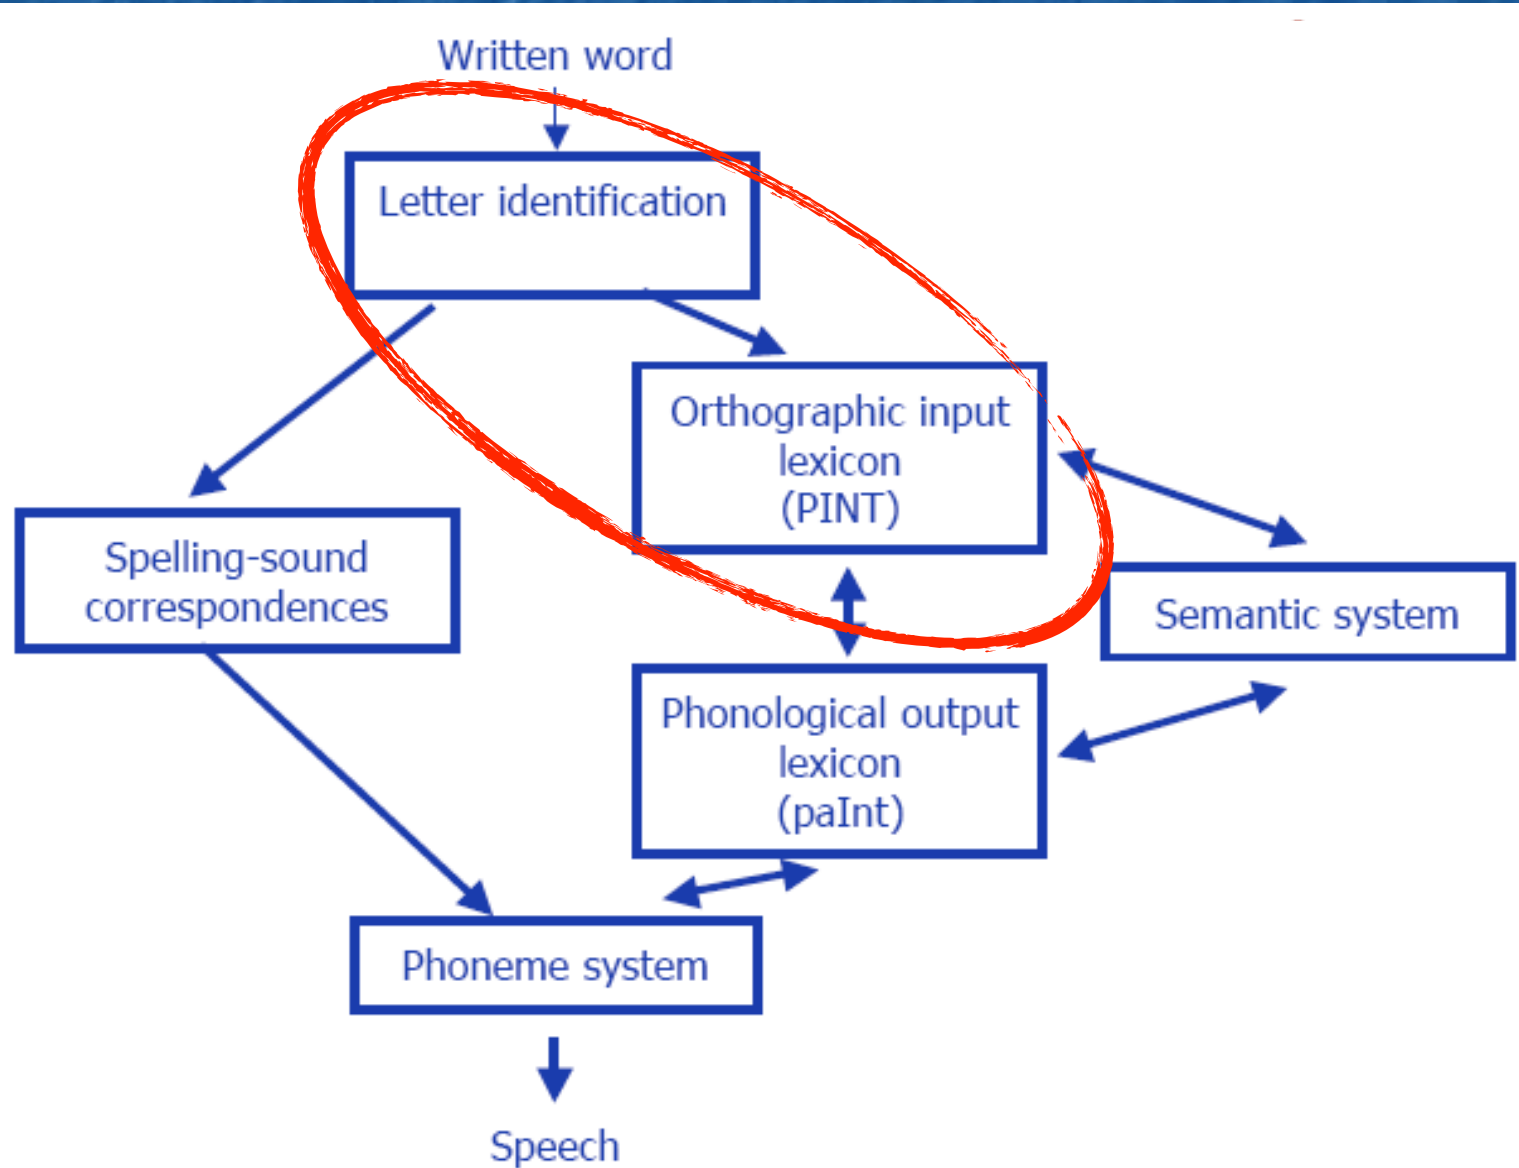 Written word
Letter identification
Orthographic input
lexicon
(PINT)
Spelling-sound
correspondences
Semantic system
Phonological output
lexicon
(paInt)
Phoneme system
Speech